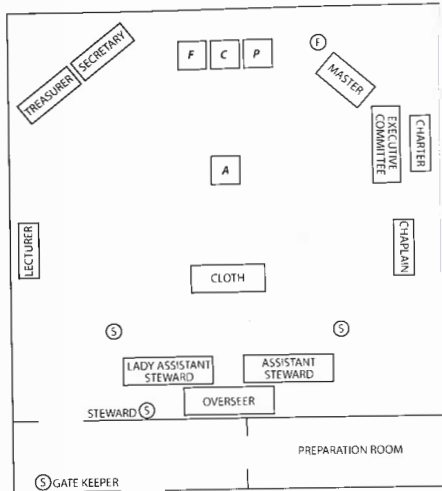 SECRETARY
TREASURER
F C P
F
MASTER
EXECUTIVE
COMMITTEE
CHARTER
A
LECTURER
CHAPLAIN
CLOTH
S
S
LADY ASSISTANT
STEWARD
ASSISTANT
STEWARD
OVERSEER
STEWARD S
PREPARATION ROOM
S GATE KEEPER